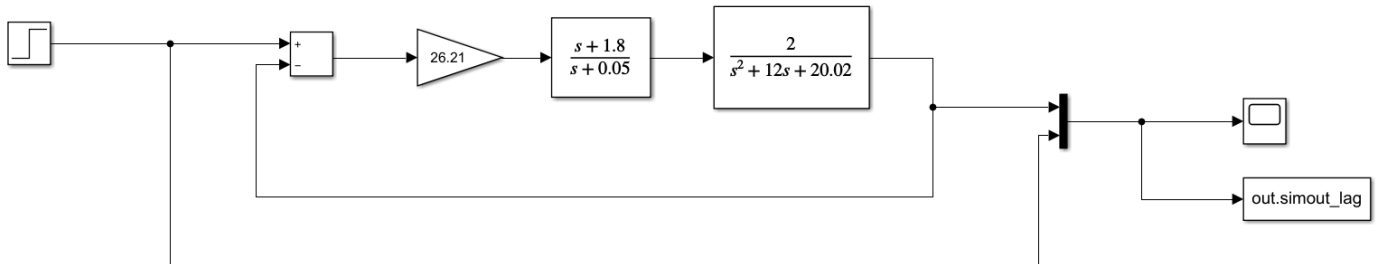 +
−
26.21
s + 1.8
s + 0.05
2
s² + 12s + 20.02
out.simout_lag